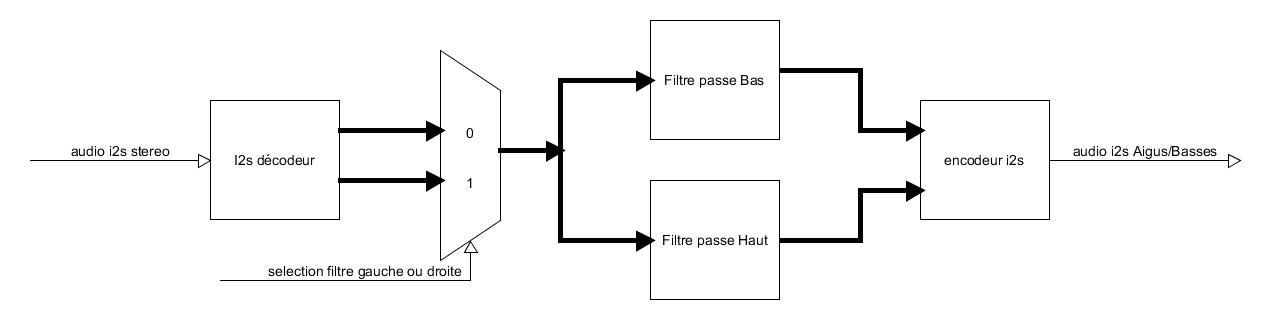 audio i2s stereo
I2s décodeur
0
1
selection filtre gauche ou droite
Filtre passe Bas
Filtre passe Haut
encodeur i2s
audio i2s Aigus/Basses